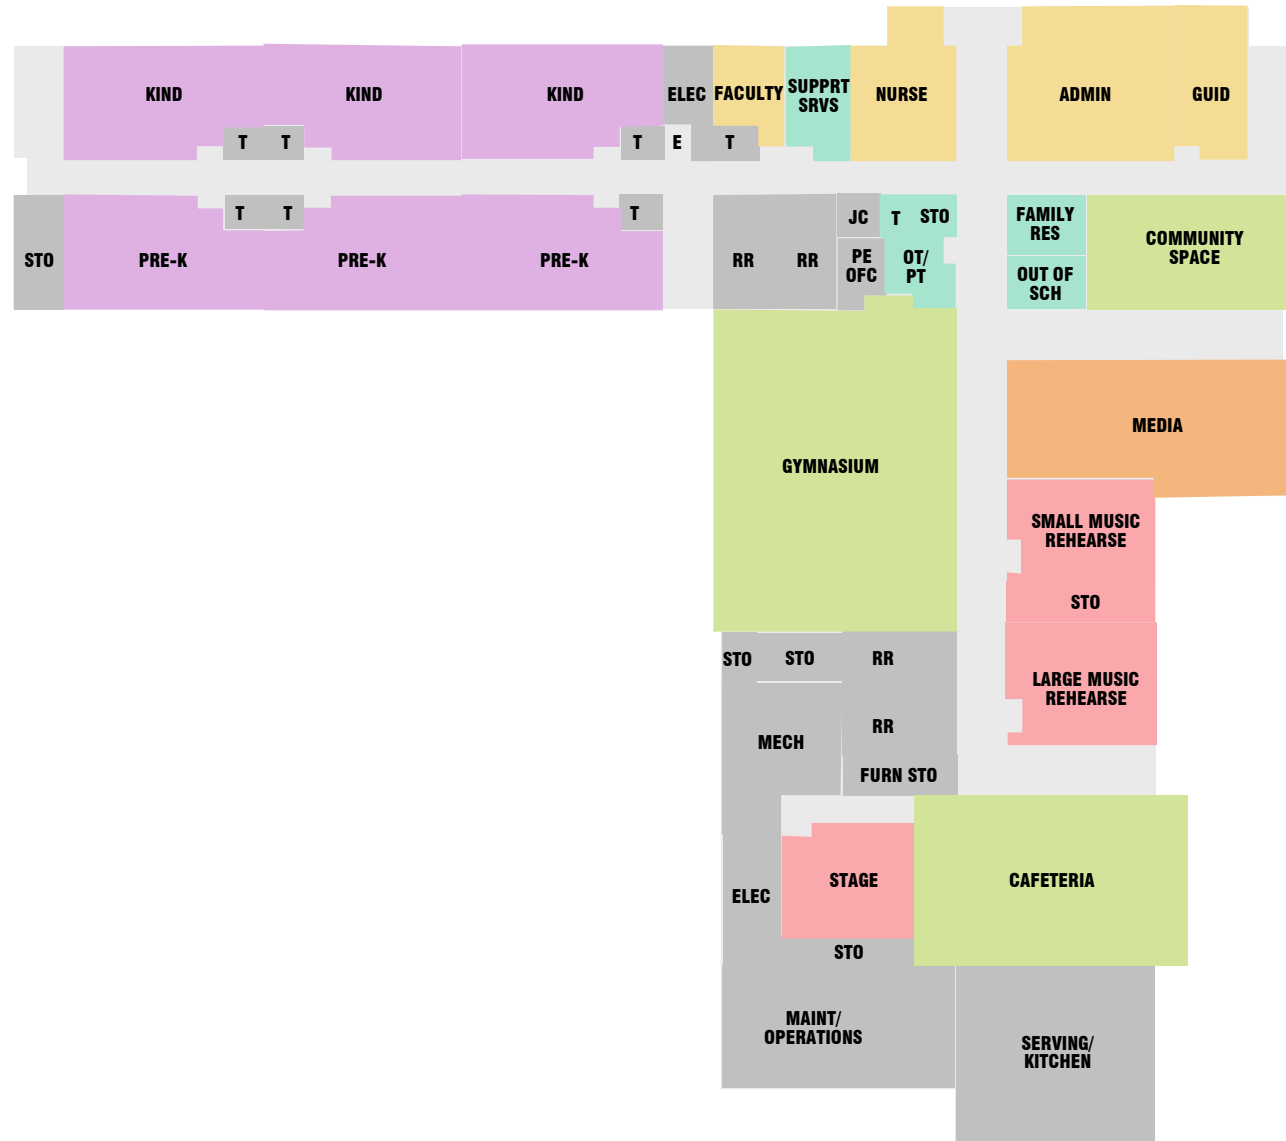 KIND
KIND
KIND
ELEC
FACULTY
SUPPRT
SRVS
NURSE
ADMIN
GUID
T
T
T
E
T
STO
PRE-K
T
T
PRE-K
PRE-K
T
RR
RR
JC
PE
OFC
T
STO
OT/
PT
FAMILY
RES
OUT OF
SCH
COMMUNITY
SPACE
GYMNASIUM
MEDIA
SMALL MUSIC
REHEARSE
STO
STO
STO
RR
LARGE MUSIC
REHEARSE
MECH
RR
FURN STO
ELEC
STAGE
CAFETERIA
STO
MAINT/
OPERATIONS
SERVING/
KITCHEN